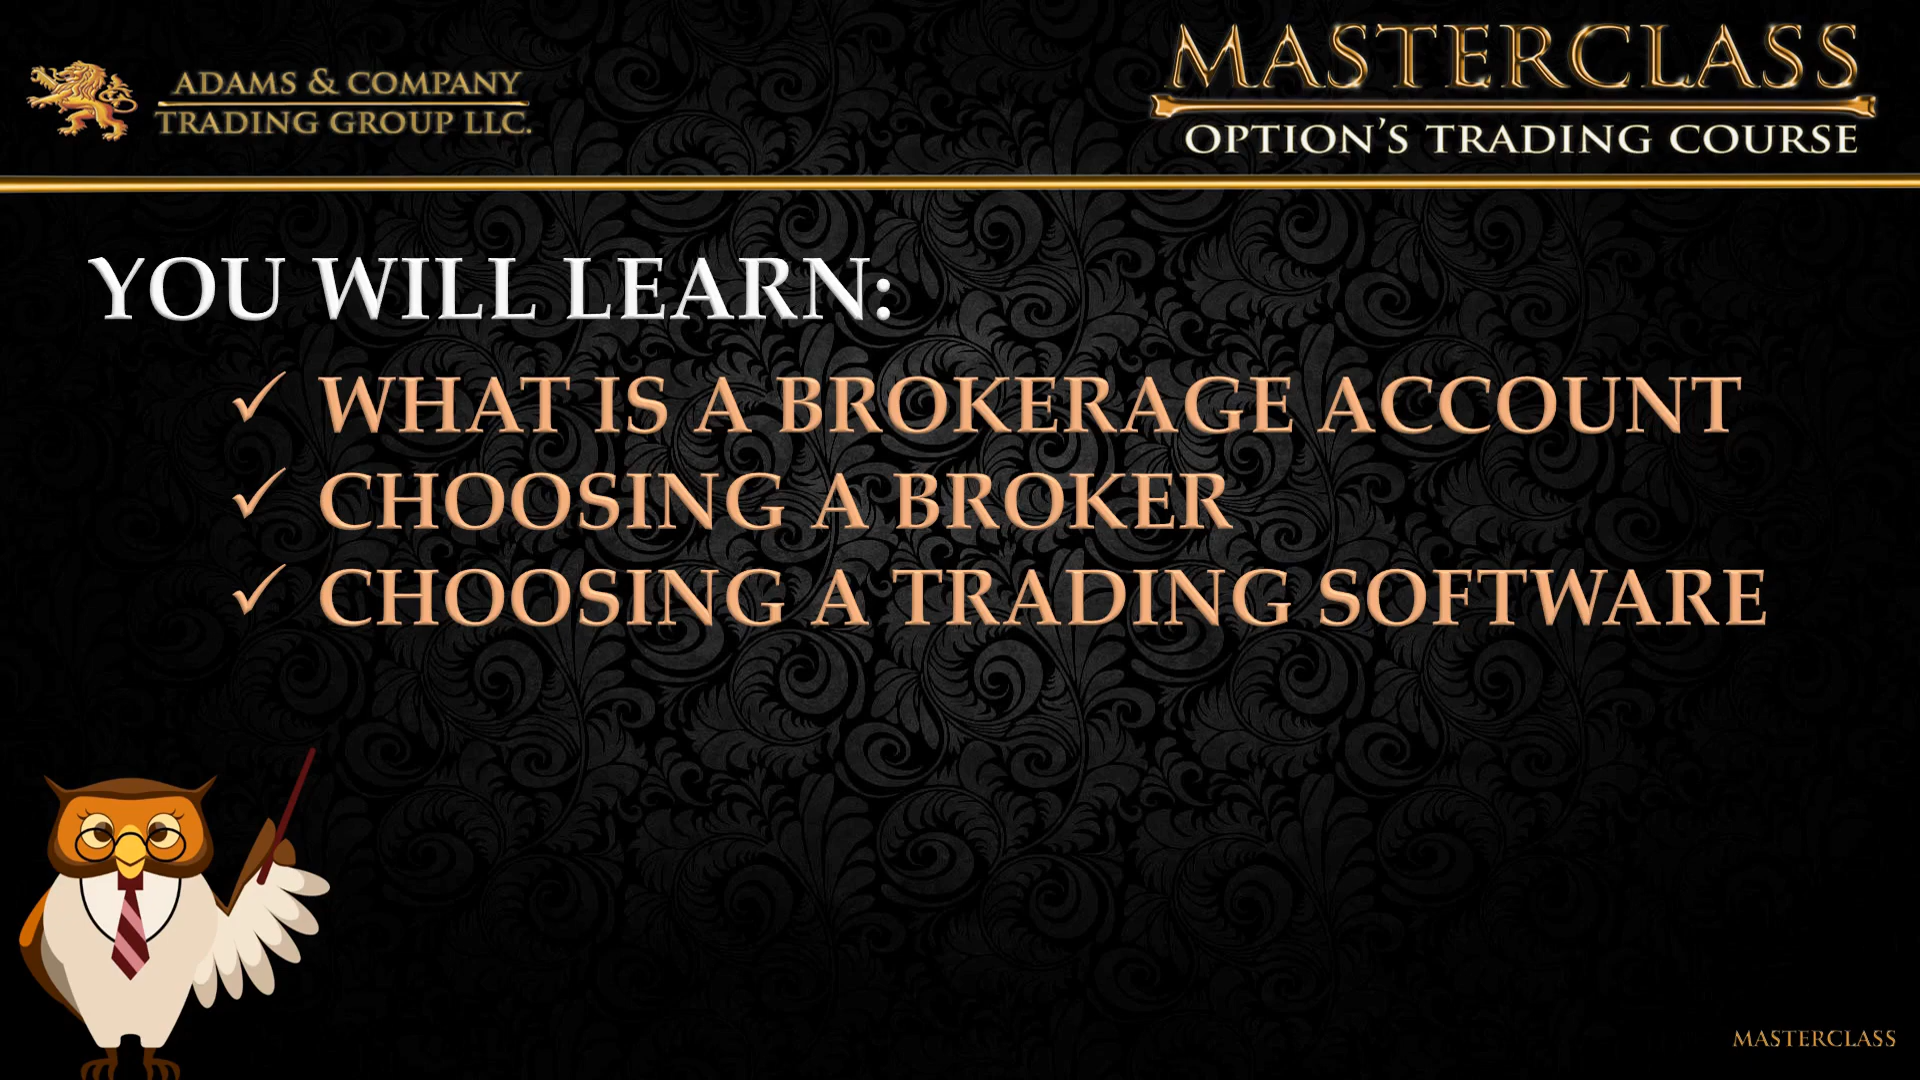 ADAMS & COMPANY
TRADING GROUP LLC.
MASTERCLASS
OPTION'S TRADING COURSE
YOU WILL LEARN:
✓ WHAT IS A BROKERAGE ACCOUNT
✓ CHOOSING A BROKER
✓ CHOOSING A TRADING SOFTWARE
MASTERCLASS